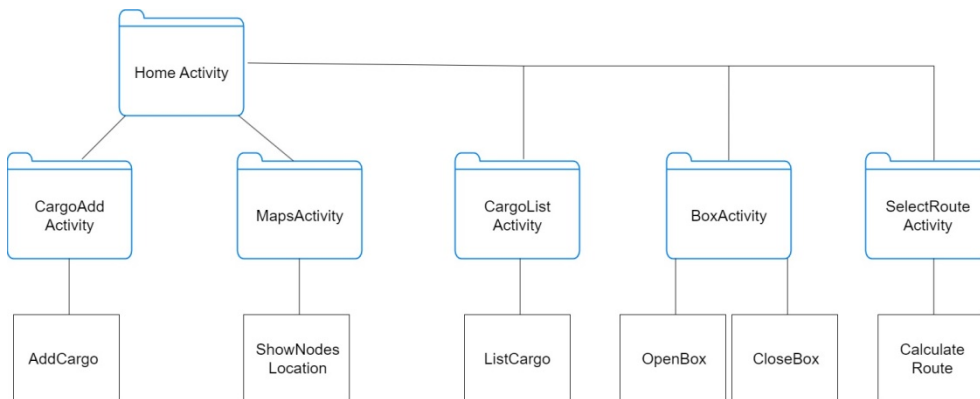 Home Activity
CargoAdd
Activity
MapsActivity
CargoList
Activity
BoxActivity
SelectRoute
Activity
AddCargo
ShowNodes
Location
ListCargo
OpenBox
CloseBox
Calculate
Route